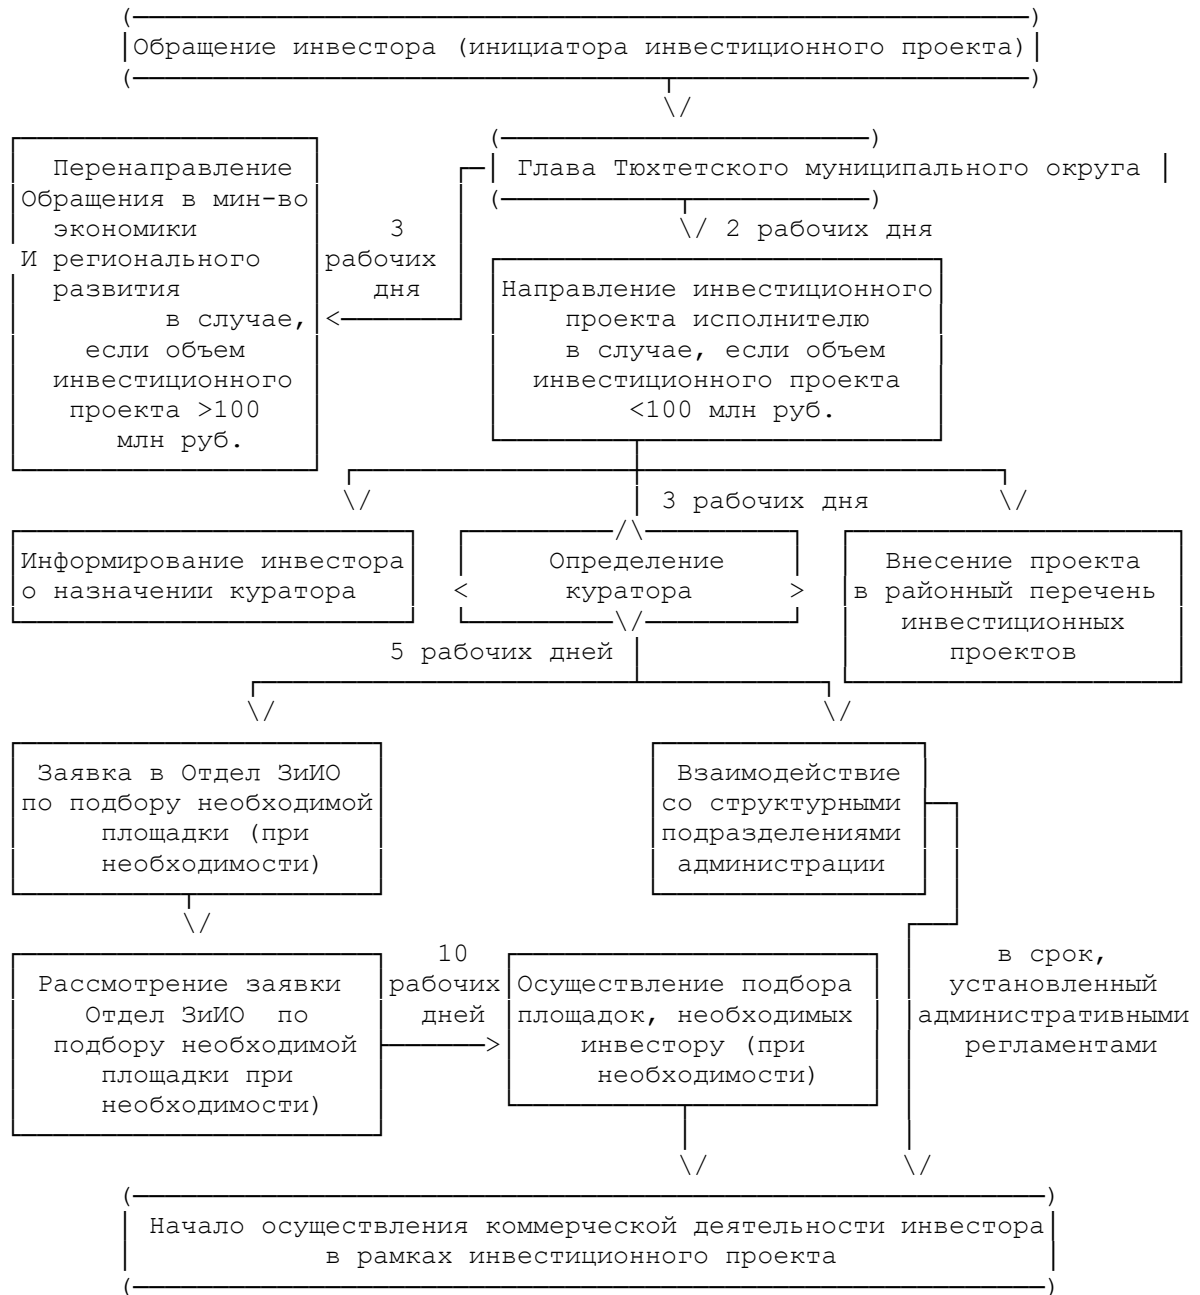 Обращение инвестора (инициатора инвестиционного проекта)
Глава Тюхтетского муниципального округа
Перенаправление
Обращения в мин-во
экономики
И регионального
развития
в случае,
если объем
инвестиционного
проекта >100
млн руб.
3
рабочих
дня
2 рабочих дня
Направление инвестиционного
проекта исполнителю
в случае, если объем
инвестиционного проекта
<100 млн руб.
3 рабочих дня
Информирование инвестора
о назначении куратора
Определение
куратора
Внесение проекта
в районный перечень
инвестиционных
проектов
5 рабочих дней
Заявка в Отдел ЗиИО
по подбору необходимой
площадки (при
необходимости)
Взаимодействие
со структурными
подразделениями
администрации
Рассмотрение заявки
Отдел ЗиИО по
подбору необходимой
площадки при
необходимости)
10
рабочих
дней
Осуществление подбора
площадок, необходимых
инвестору (при
необходимости)
в срок,
установленный
административными
регламентами
Начало осуществления коммерческой деятельности инвестора
в рамках инвестиционного проекта